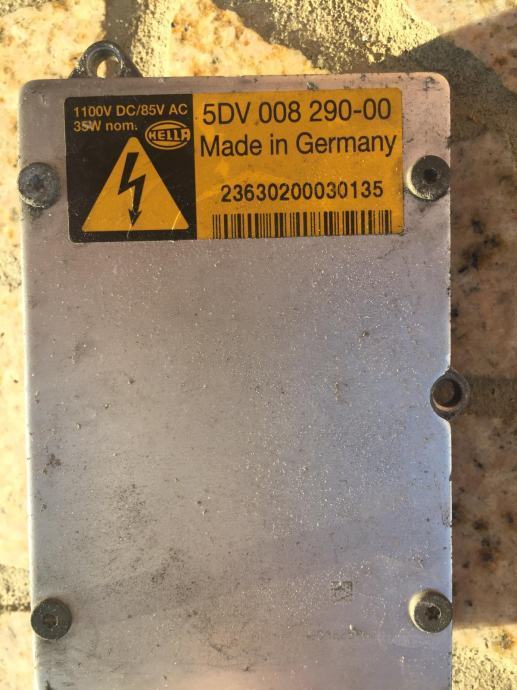 1100V DC/85V AC
35W nom.
HELLA
5DV 008 290-00
Made in Germany
23630200030135